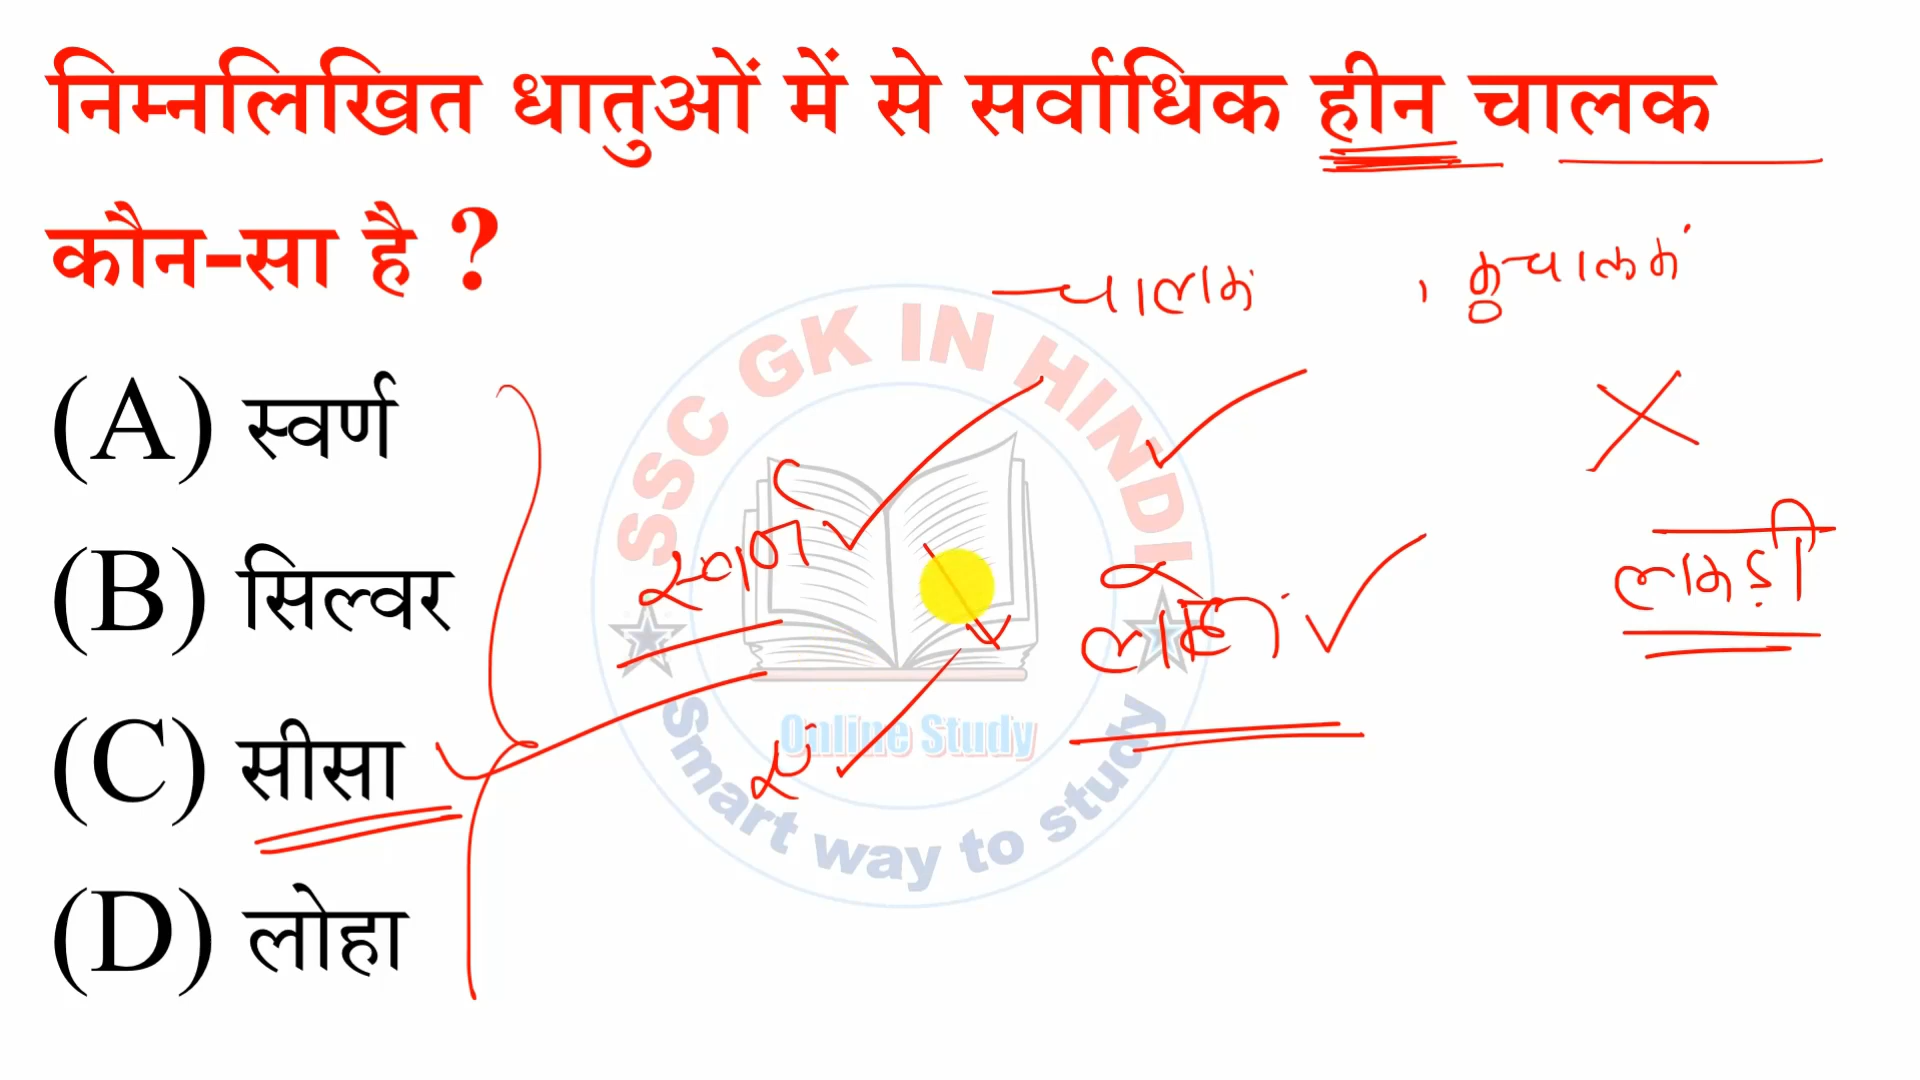 निम्नलिखित धातुओं में से सर्वाधिक हीन चालक
कौन-सा है ?
चालक , कुचालक
(A) स्वर्ण
(B) सिल्वर
(C) सीसा
(D) लोहा
SSC GK IN HINDI
स्वर्ण
लोहा
लकड़ी
Online Study
Smart way to study